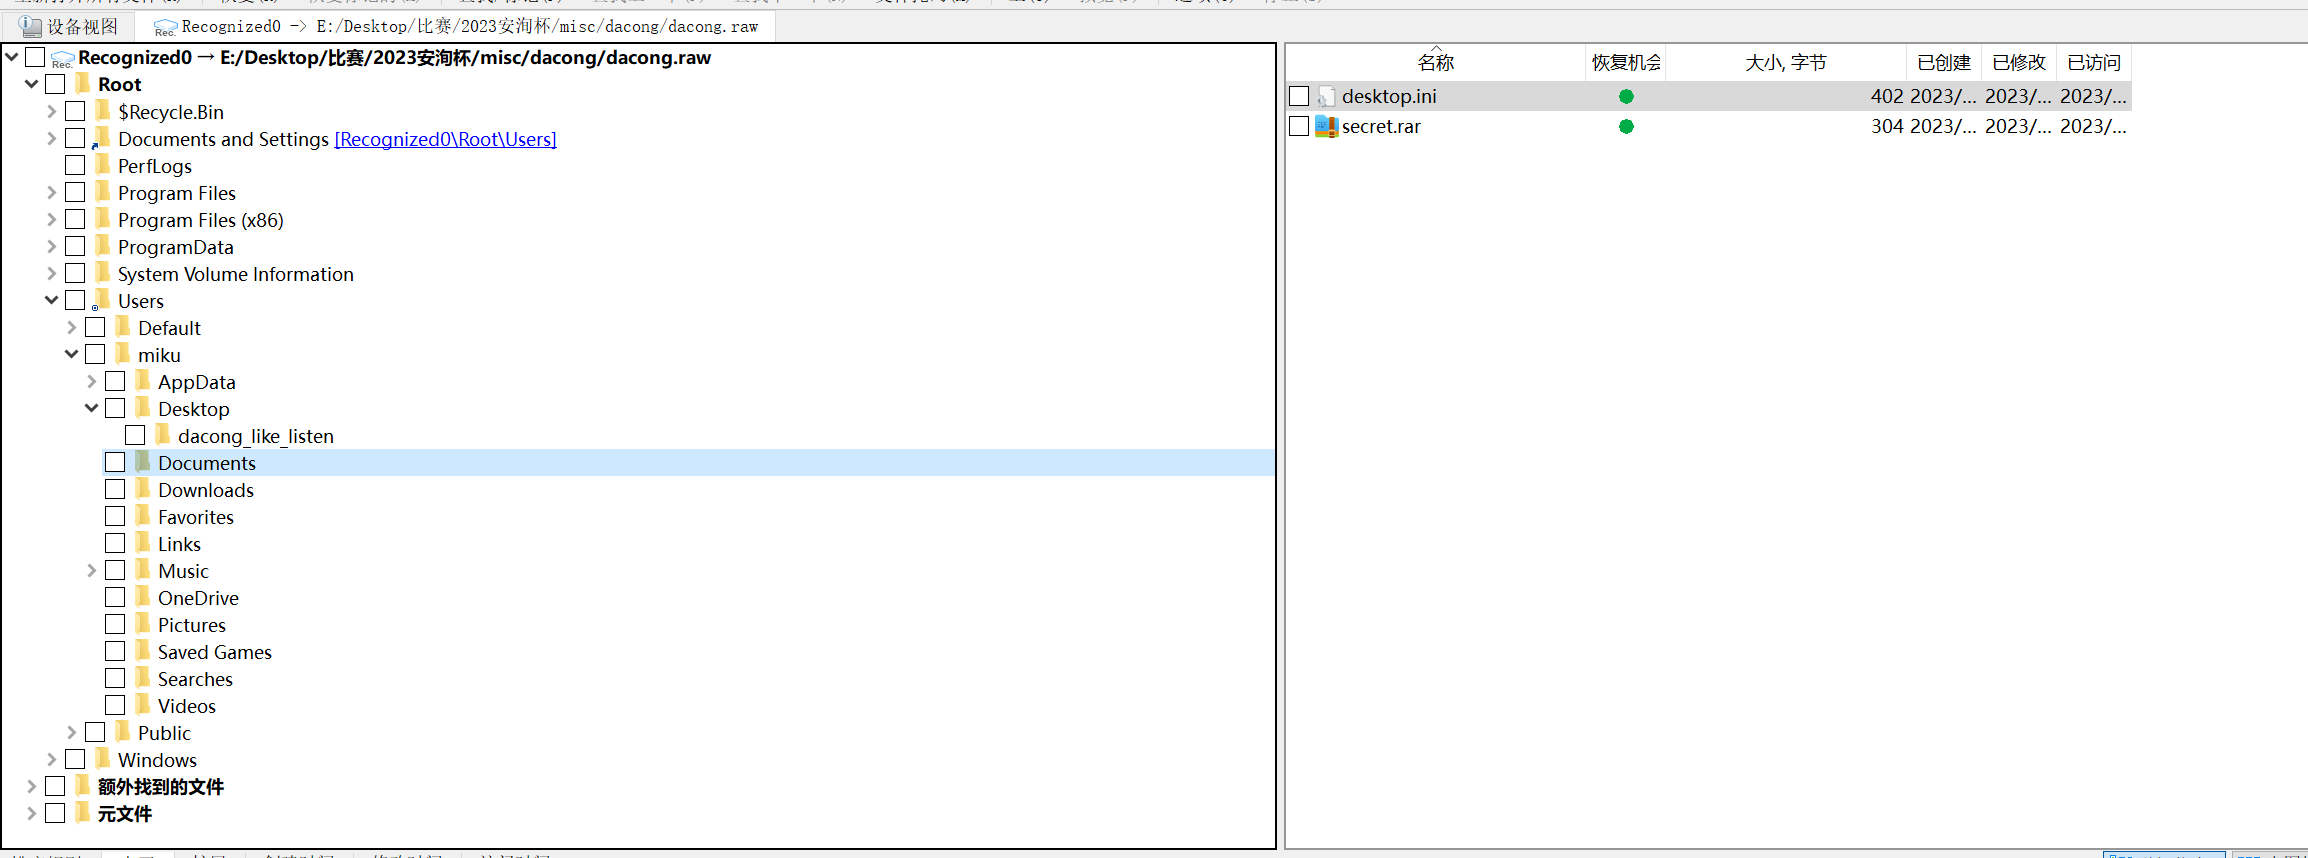 设备视图 Rec. Recognized0 -> E:/Desktop/比赛/2023安洵杯/misc/dacong/dacong.raw
Rec. Recognized0 → E:/Desktop/比赛/2023安洵杯/misc/dacong/dacong.raw
Root
$Recycle.Bin
Documents and Settings [Recognized0\Root\Users]
PerfLogs
Program Files
Program Files (x86)
ProgramData
System Volume Information
Users
Default
miku
AppData
Desktop
dacong_like_listen
Documents
Downloads
Favorites
Links
Music
OneDrive
Pictures
Saved Games
Searches
Videos
Public
Windows
额外找到的文件
元文件
名称 恢复机会 大小, 字节 已创建 已修改 已访问
desktop.ini 402 2023/... 2023/... 2023/...
secret.rar 304 2023/... 2023/... 2023/...